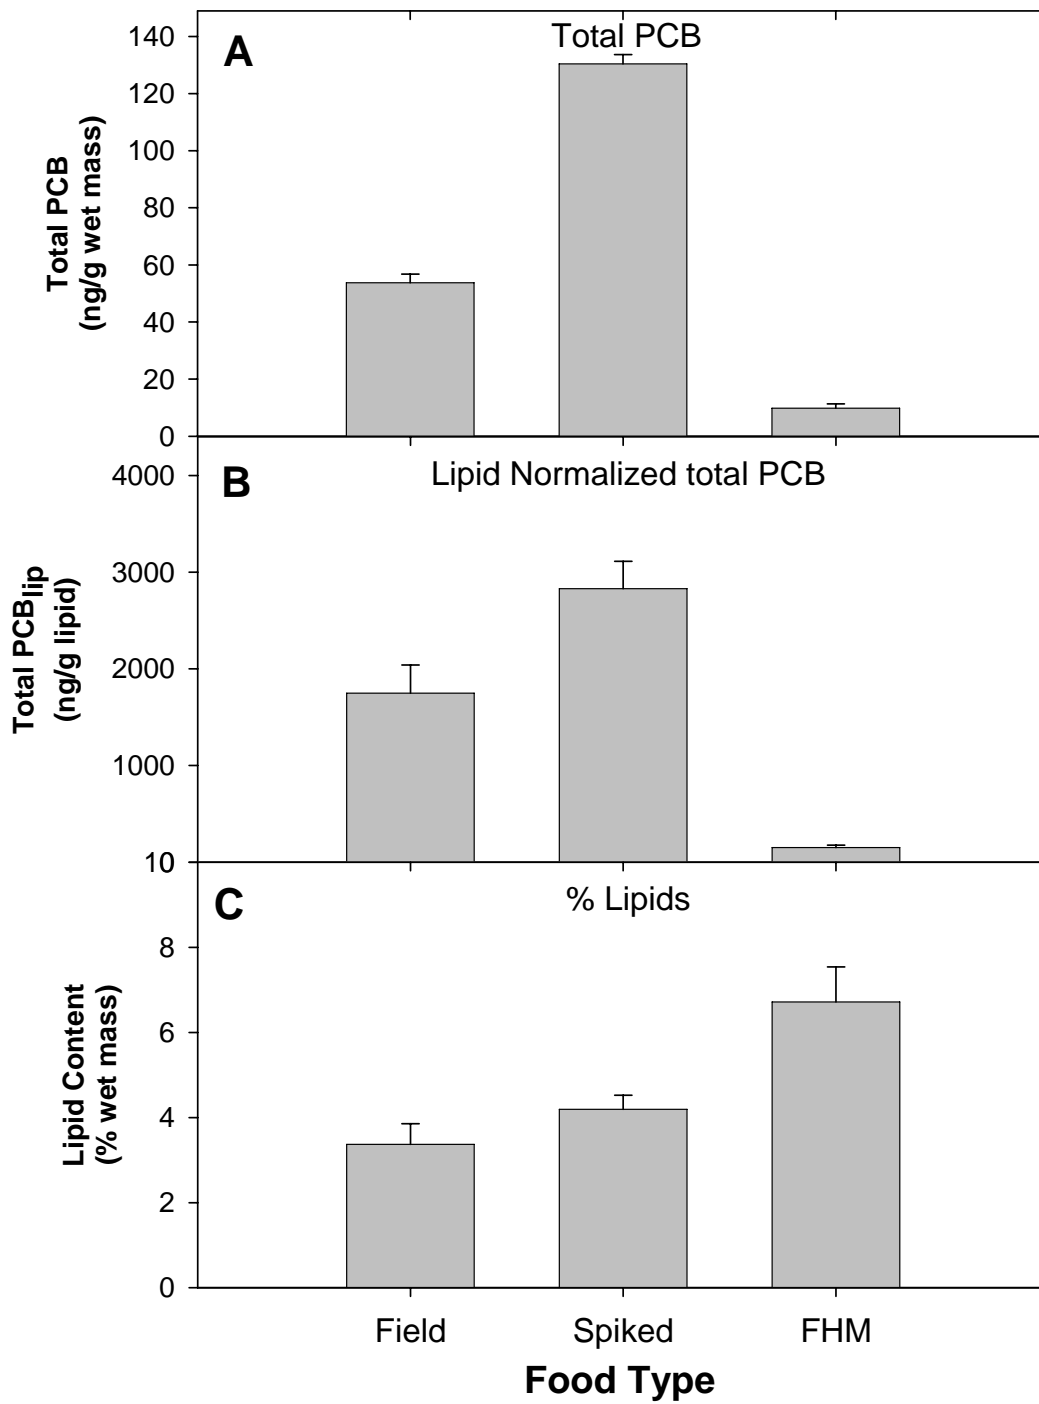 A
Total PCB
Total PCB
(ng/g wet mass)
140
120
100
80
60
40
20
0
B
Lipid Normalized total PCB
Total PCBlip
(ng/g lipid)
4000
3000
2000
1000
10
C
% Lipids
Lipid Content
(% wet mass)
8
6
4
2
0
Field Spiked FHM
Food Type